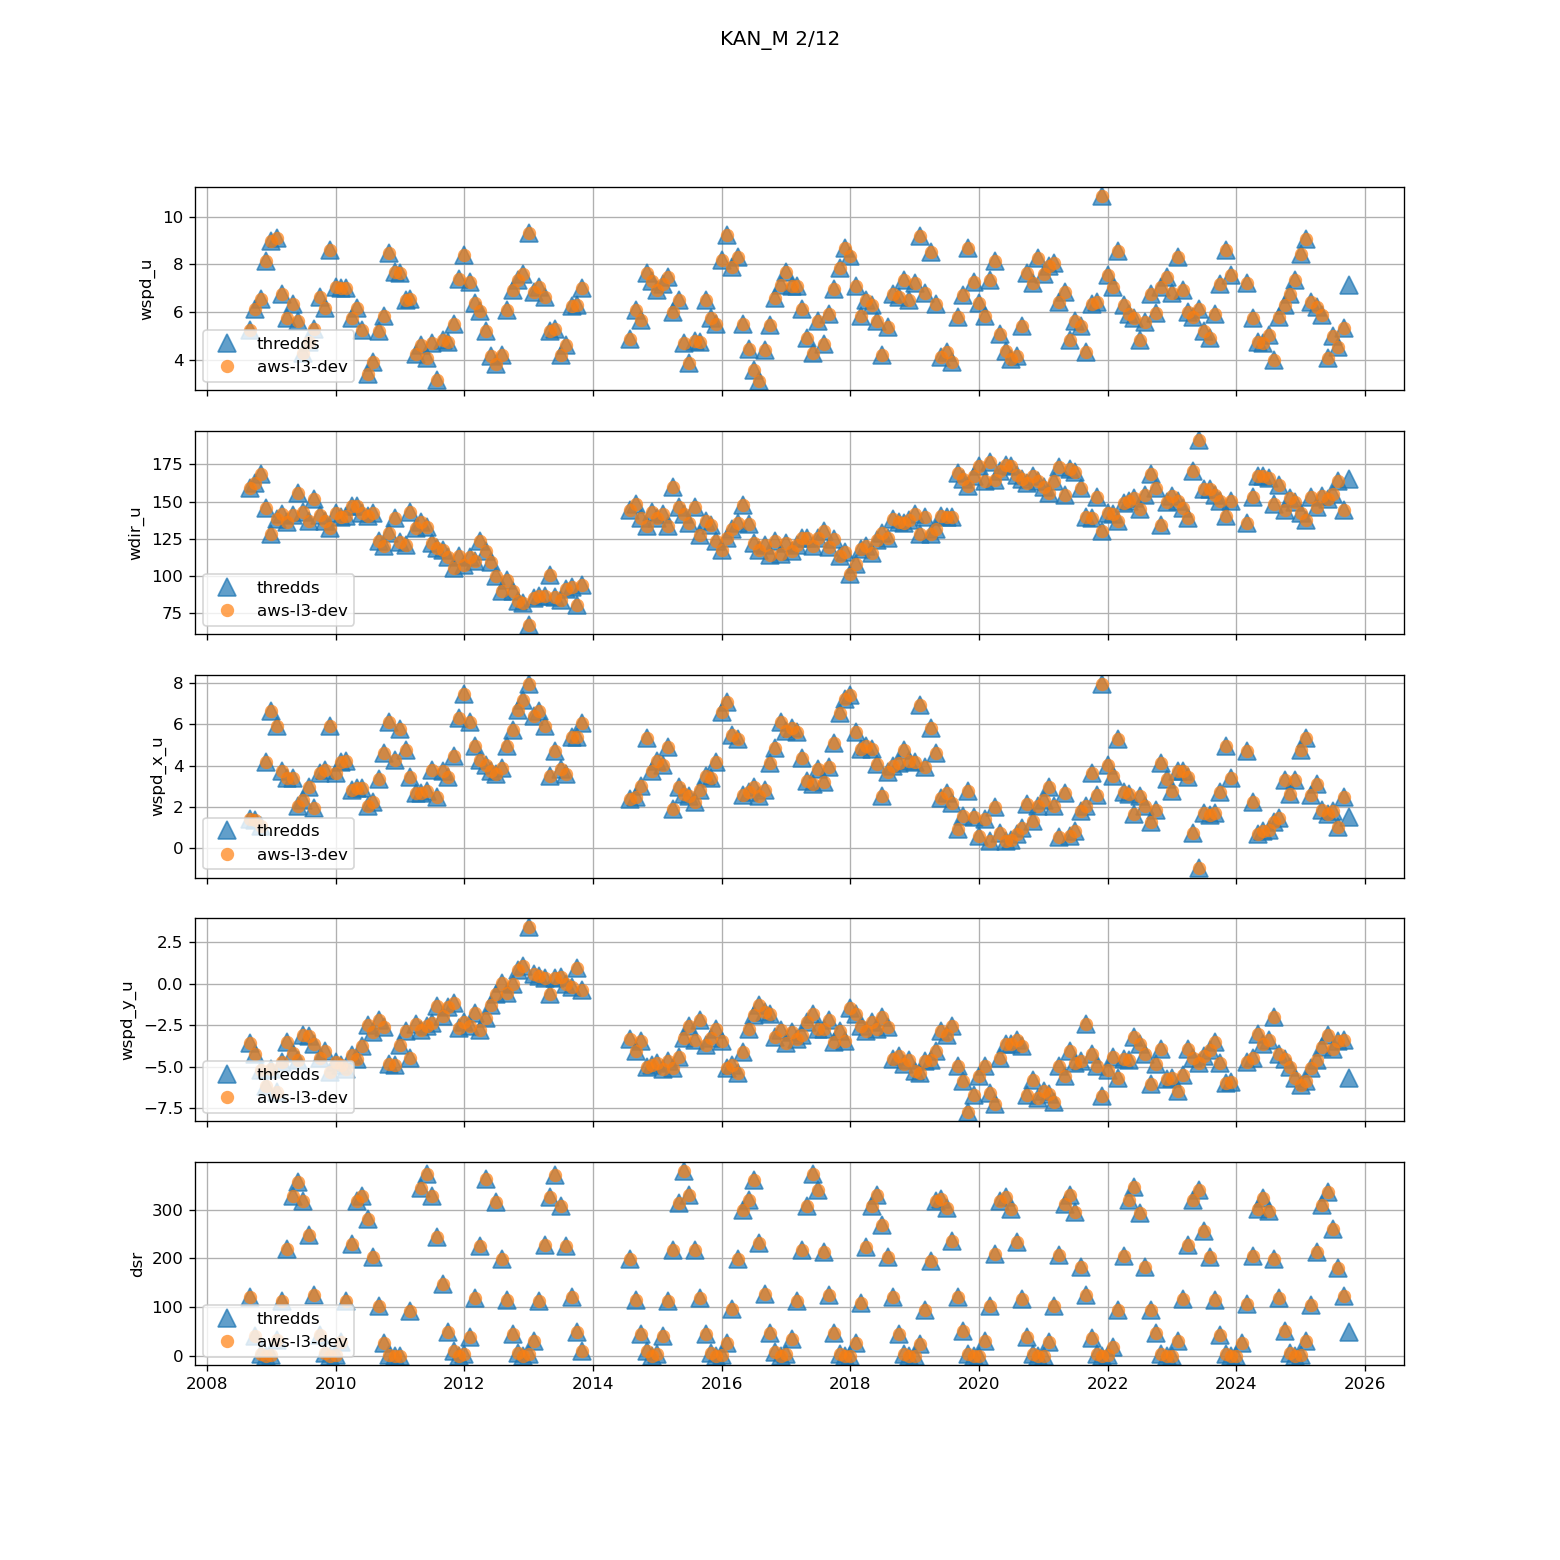 KAN_M 2/12
10
8
6
4
wspd_u
thredds
aws-l3-dev
175
150
125
100
75
wdir_u
thredds
aws-l3-dev
8
6
4
2
0
wspd_x_u
thredds
aws-l3-dev
2.5
0.0
−2.5
−5.0
−7.5
wspd_y_u
thredds
aws-l3-dev
300
200
100
0
dsr
thredds
aws-l3-dev
2008 2010 2012 2014 2016 2018 2020 2022 2024 2026